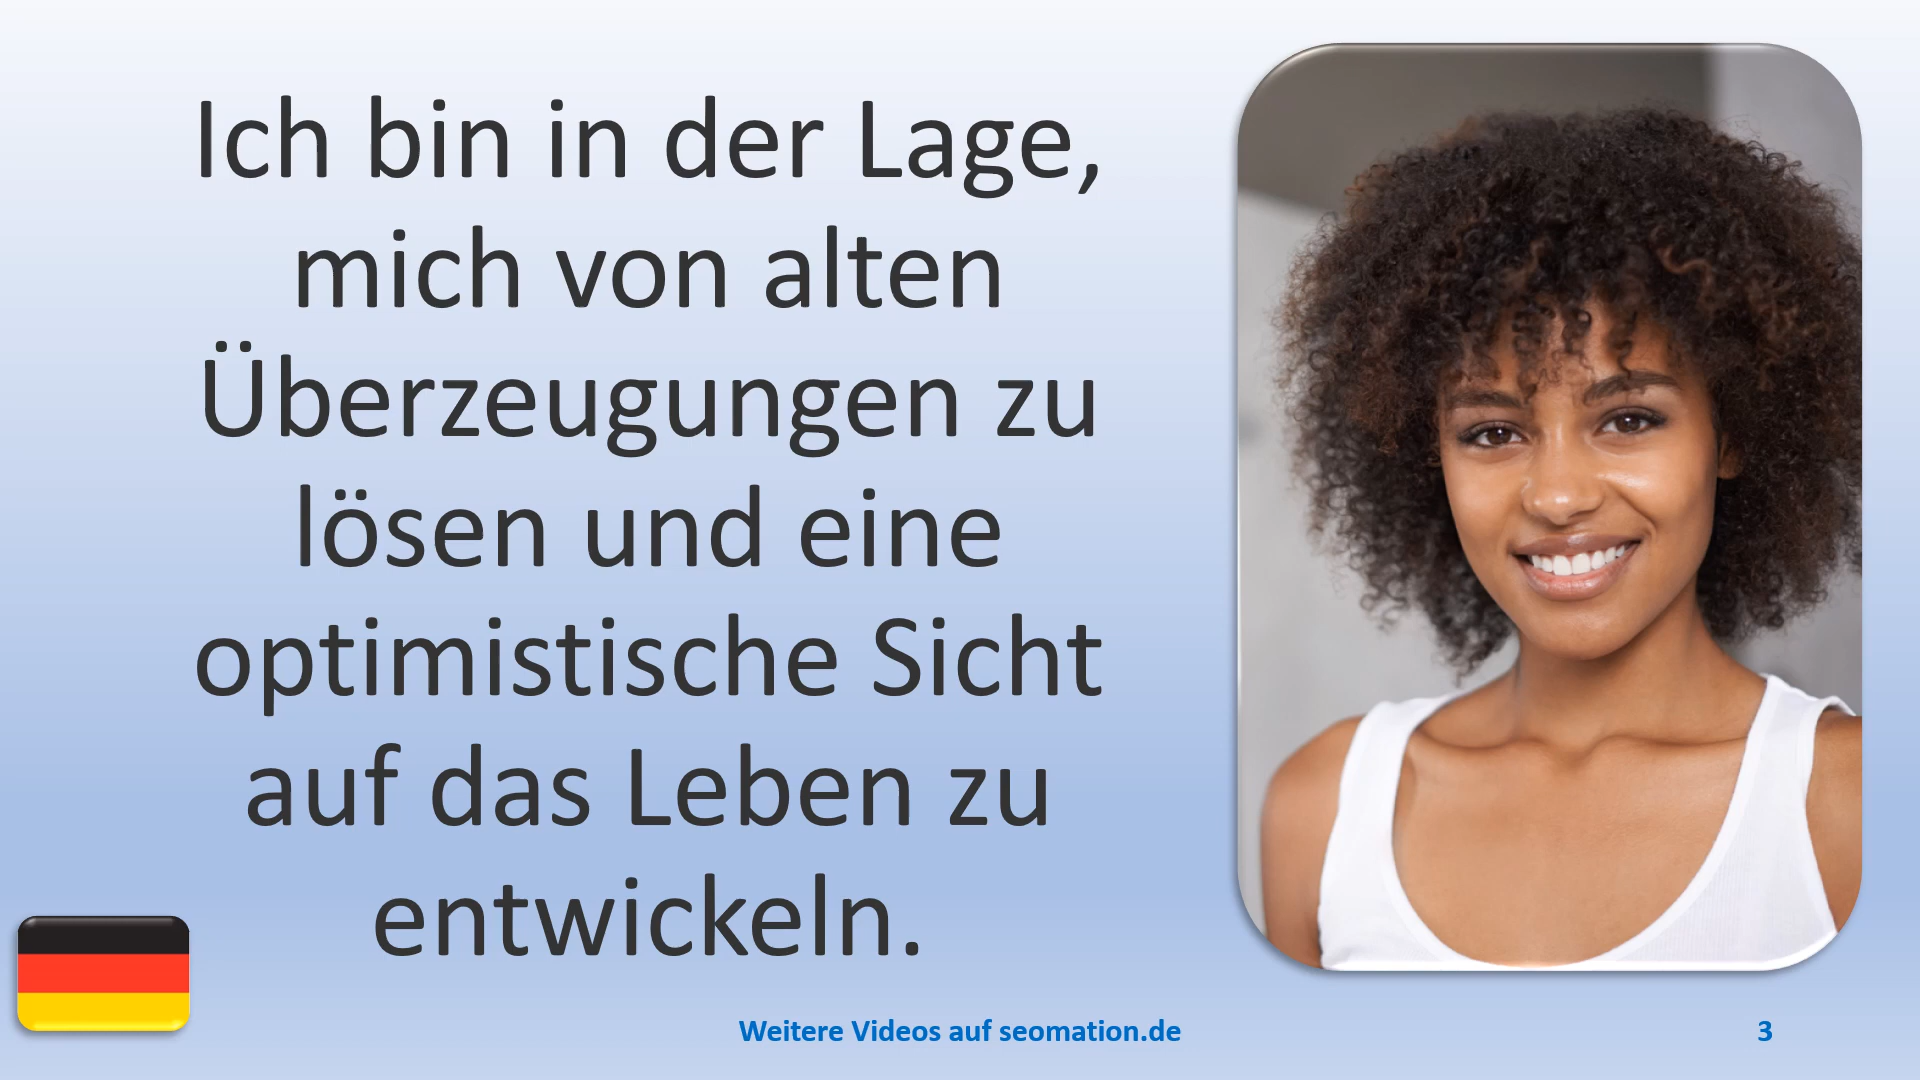 Ich bin in der Lage,
mich von alten
Überzeugungen zu
lösen und eine
optimistische Sicht
auf das Leben zu
entwickeln.
Weitere Videos auf seomation.de
3